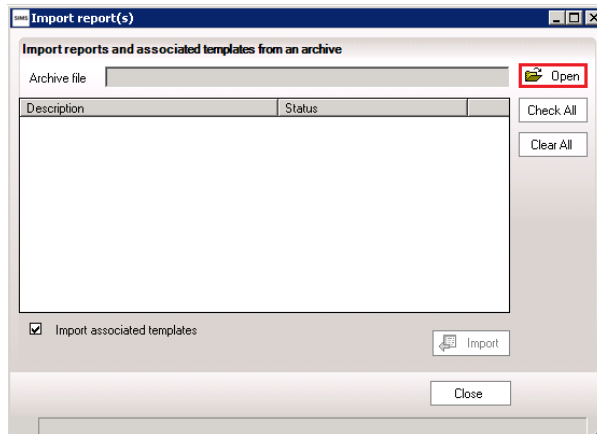 SIMS Import report(s)
Import reports and associated templates from an archive
Archive file
Open
Description Status
Check All
Clear All
Import associated templates
Import
Close